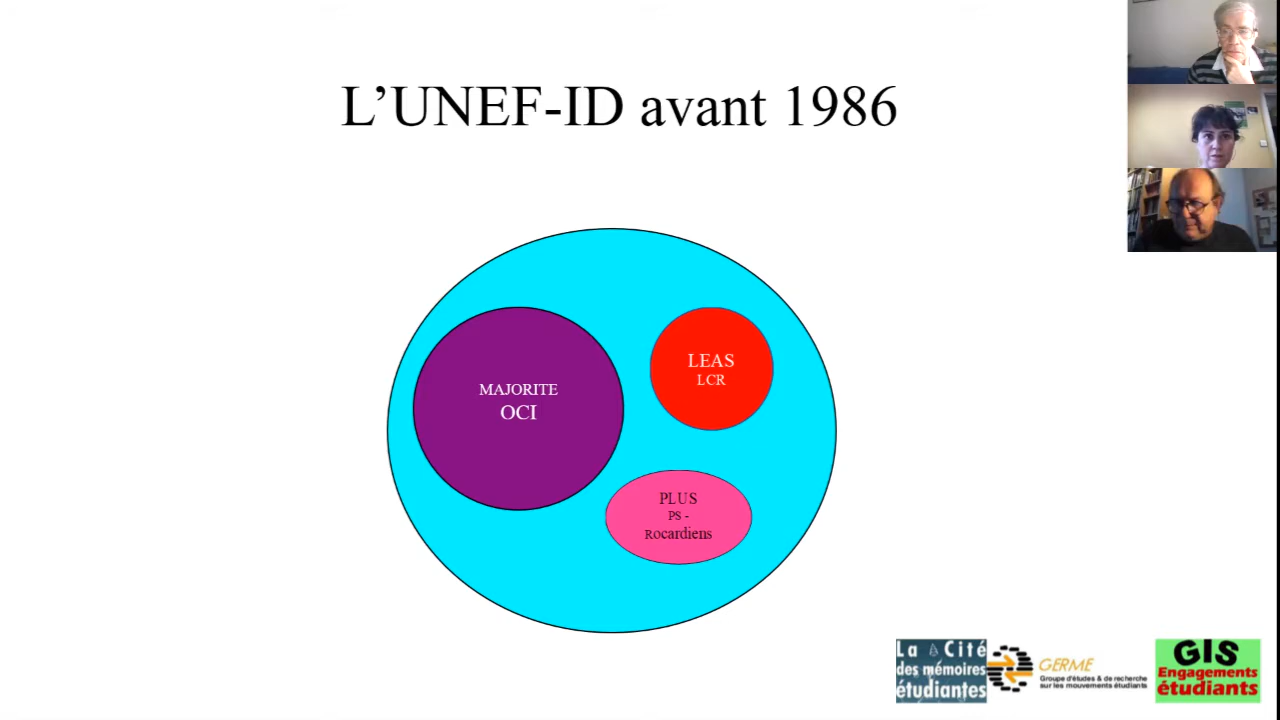 L’UNEF-ID avant 1986
MAJORITE
OCI
LEAS
LCR
PLUS
PS -
Rocardiens
La Cité
des mémoires
étudiantes
GERME
Groupe d'études & de recherche
sur les mouvements étudiants
GIS
Engagements
étudiants